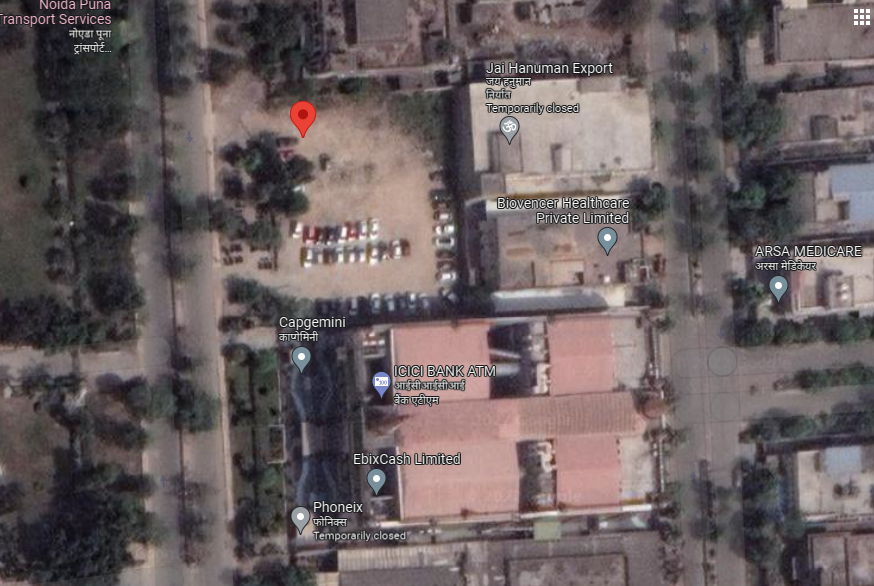 Noida Puna
Transport Services
नोएडा पूना
ट्रांसपोर्ट...
Jai Hanuman Export
जय हनुमान
निर्यात
Temporarily closed
Biovencer Healthcare
Private Limited
ARSA MEDICARE
अरसा मेडिकेयर
Capgemini
कापगेमिनी
ICICI BANK ATM
आईसीआईसीआई
बैंक एटीएम
EbixCash Limited
Phoneix
फोनिक्स
Temporarily closed